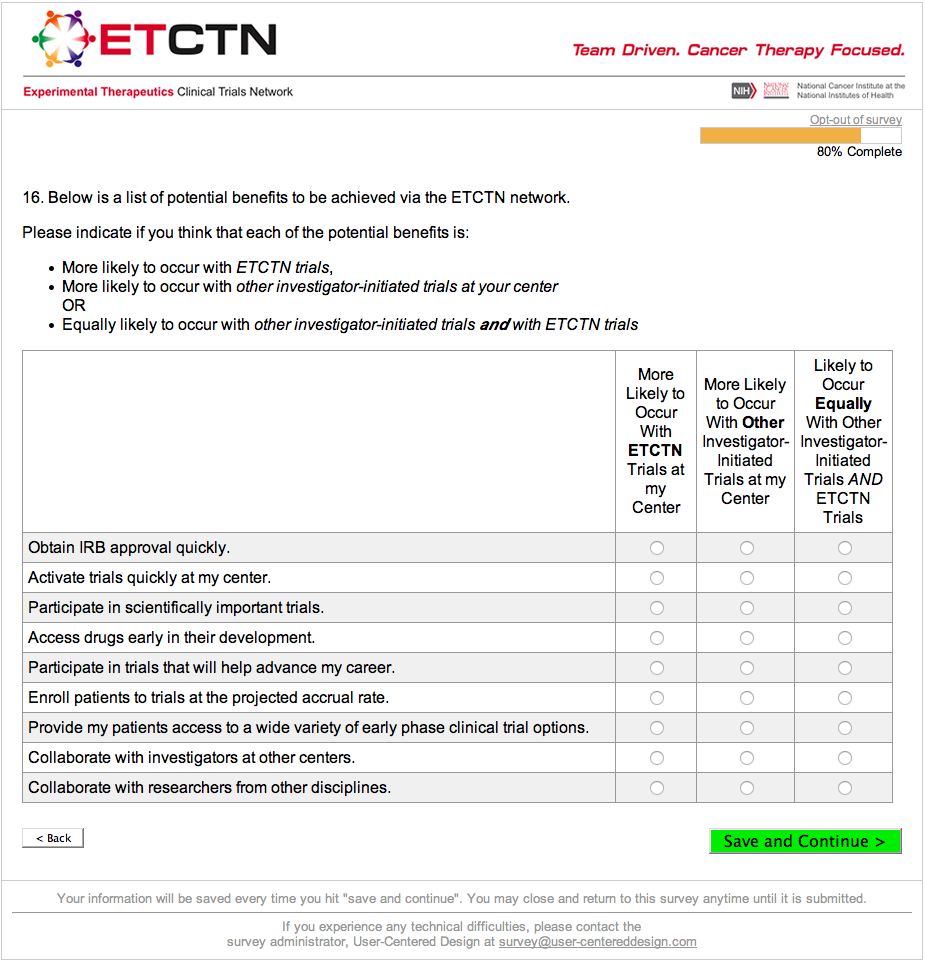 ETCTN
Team Driven. Cancer Therapy Focused.
Experimental Therapeutics Clinical Trials Network
NIH NATIONAL CANCER INSTITUTE National Cancer Institute at the
National Institutes of Health
Opt-out of survey
80% Complete
16. Below is a list of potential benefits to be achieved via the ETCTN network.
Please indicate if you think that each of the potential benefits is:
• More likely to occur with ETCTN trials,
• More likely to occur with other investigator-initiated trials at your center
OR
• Equally likely to occur with other investigator-initiated trials and with ETCTN trials
More
Likely to
Occur
With
ETCTN
Trials at
my
Center
More Likely
to Occur
With Other
Investigator-
Initiated
Trials at my
Center
Likely to
Occur
Equally
With Other
Investigator-
Initiated
Trials AND
ETCTN
Trials
Obtain IRB approval quickly.
Activate trials quickly at my center.
Participate in scientifically important trials.
Access drugs early in their development.
Participate in trials that will help advance my career.
Enroll patients to trials at the projected accrual rate.
Provide my patients access to a wide variety of early phase clinical trial options.
Collaborate with investigators at other centers.
Collaborate with researchers from other disciplines.
< Back
Save and Continue >
Your information will be saved every time you hit "save and continue". You may close and return to this survey anytime until it is submitted.
If you experience any technical difficulties, please contact the
survey administrator, User-Centered Design at survey@user-centereddesign.com